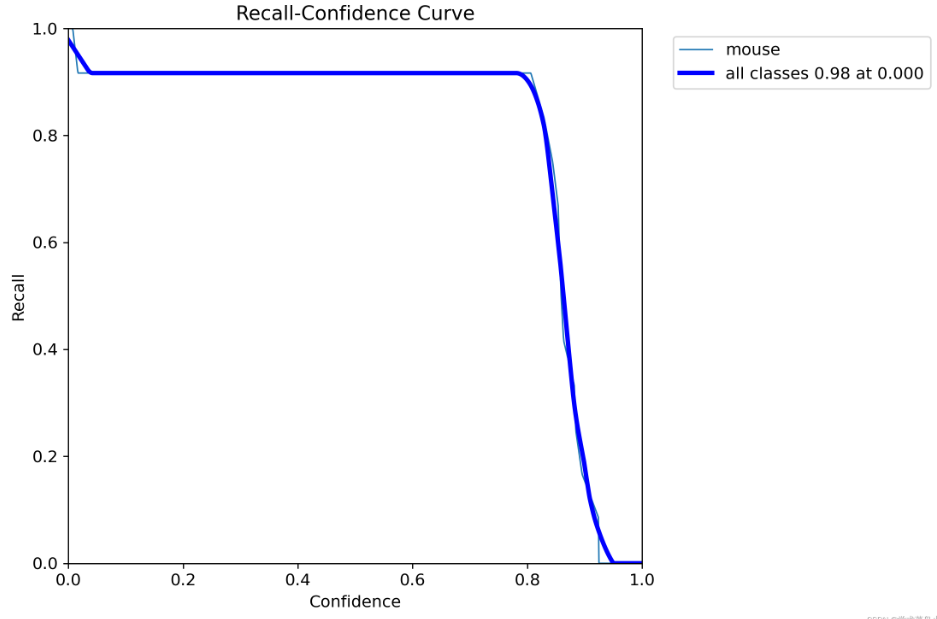 Recall-Confidence Curve
mouse
all classes 0.98 at 0.000
1.0
0.8
0.6
0.4
0.2
0.0
Recall
0.0 0.2 0.4 0.6 0.8 1.0
Confidence